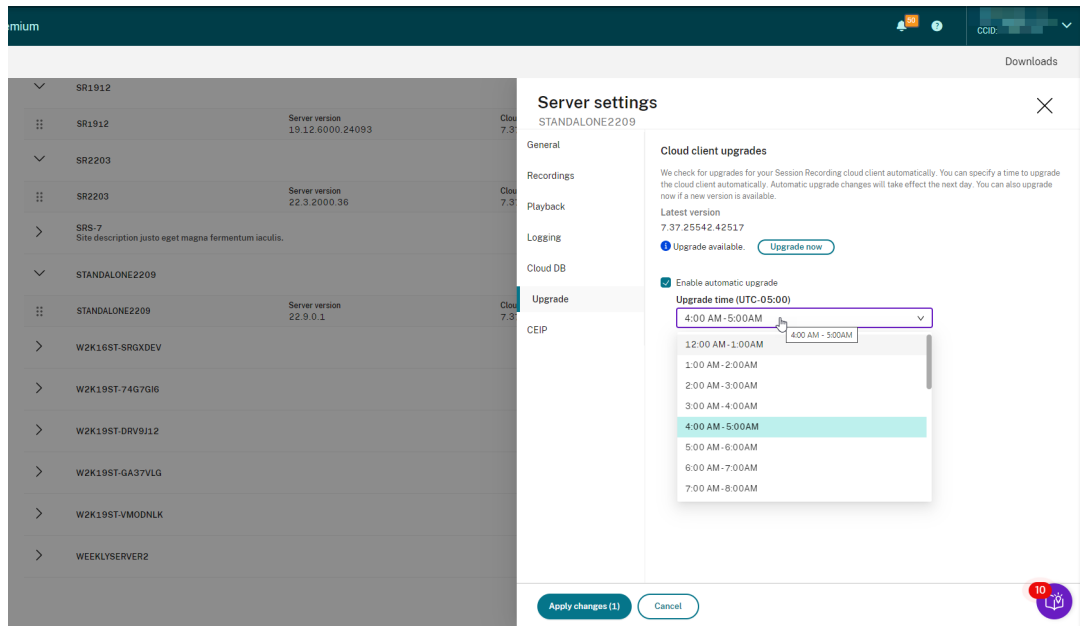 emium
50
?
CCID:
Downloads
SR1912
SR1912
Server version
19.12.6000.24093
Clou
7.37
SR2203
SR2203
Server version
22.3.2000.36
Clou
7.37
SRS-7
Site description justo eget magna fermentum iaculis.
STANDALONE2209
STANDALONE2209
Server version
22.9.0.1
Clou
7.37
W2K16ST-SRGXDEV
W2K19ST-74G7GI6
W2K19ST-DRV9J12
W2K19ST-GA37VLG
W2K19ST-VMODNLK
WEEKLYSERVER2
Server settings
STANDALONE2209
General
Recordings
Playback
Logging
Cloud DB
Upgrade
CEIP
Cloud client upgrades
We check for upgrades for your Session Recording cloud client automatically. You can specify a time to upgrade
the cloud client automatically. Automatic upgrade changes will take effect the next day. You can also upgrade
now if a new version is available.
Latest version
7.37.25542.42517
Upgrade available.
Upgrade now
Enable automatic upgrade
Upgrade time (UTC-05:00)
4:00 AM - 5:00AM
4:00 AM - 5:00AM
12:00 AM - 1:00AM
1:00 AM - 2:00AM
2:00 AM - 3:00AM
3:00 AM - 4:00AM
4:00 AM - 5:00AM
5:00 AM - 6:00AM
6:00 AM - 7:00AM
7:00 AM - 8:00AM
Apply changes (1)
Cancel
10